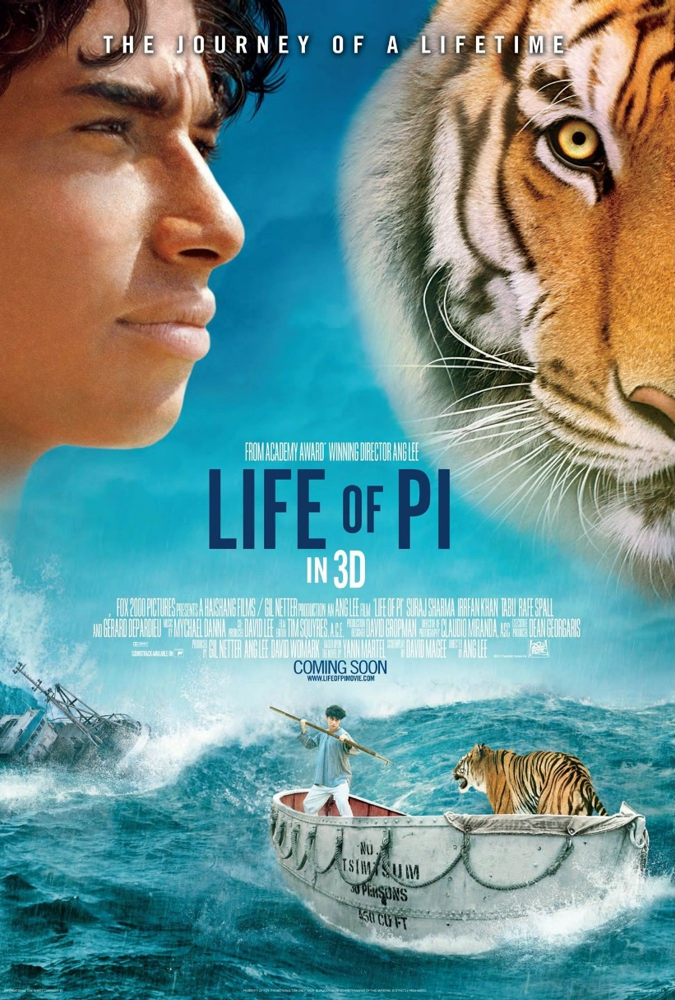 THE JOURNEY OF A LIFETIME
FROM ACADEMY AWARD® WINNING DIRECTOR ANG LEE
LIFE OF PI
IN 3D
FOX 2000 PICTURES PRESENTS A HAISHANG FILMS / GIL NETTER PRODUCTION AN ANG LEE FILM "LIFE OF PI" SURAJ SHARMA IRRFAN KHAN TABU RAFE SPALL
AND GÉRARD DEPARDIEU MUSIC BY MYCHAEL DANNA CO PRODUCER DAVID LEE FILM EDITOR TIM SQUYRES, A.C.E. PRODUCTION DESIGNER DAVID GROPMAN DIRECTOR OF PHOTOGRAPHY CLAUDIO MIRANDA, ASC EXECUTIVE PRODUCER DEAN GEORGARIS
PRODUCED BY GIL NETTER ANG LEE DAVID WOMARK BASED UPON THE NOVEL BY YANN MARTEL SCREENPLAY BY DAVID MAGEE DIRECTED BY ANG LEE
SOUNDTRACK AVAILABLE ON
COMING SOON
WWW.LIFEOFPIMOVIE.COM
NO.
TSIMTSUM
30 PERSONS
550 CU FT